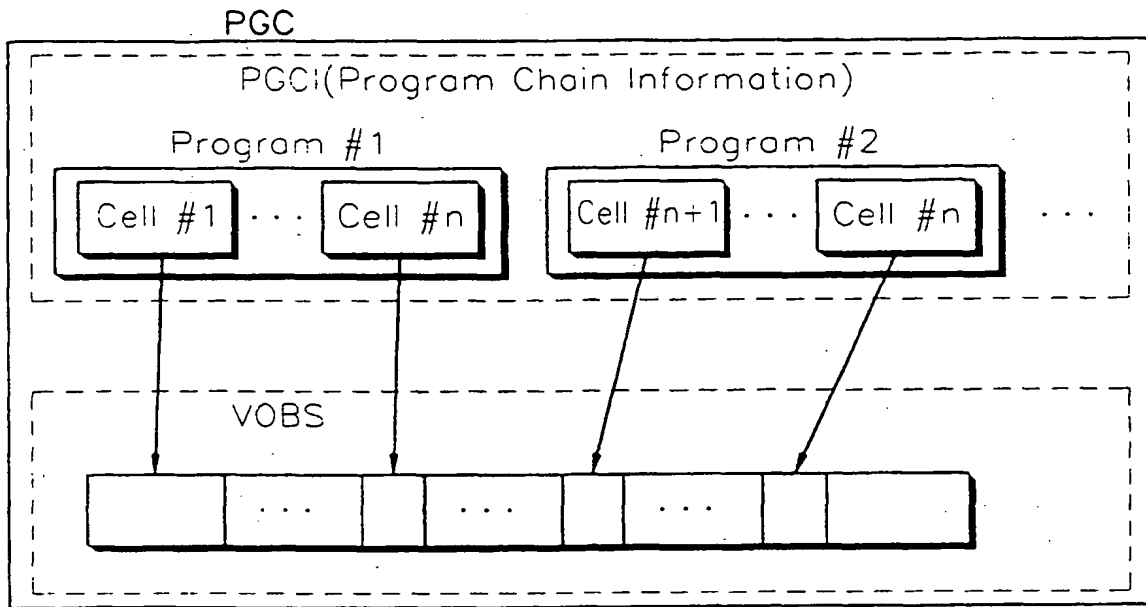 PGC
PGCI(Program Chain Information)
Program #1
Program #2
Cell #1 ··· Cell #n
Cell #n+1 ··· Cell #n ···
VOBS
··· ··· ···